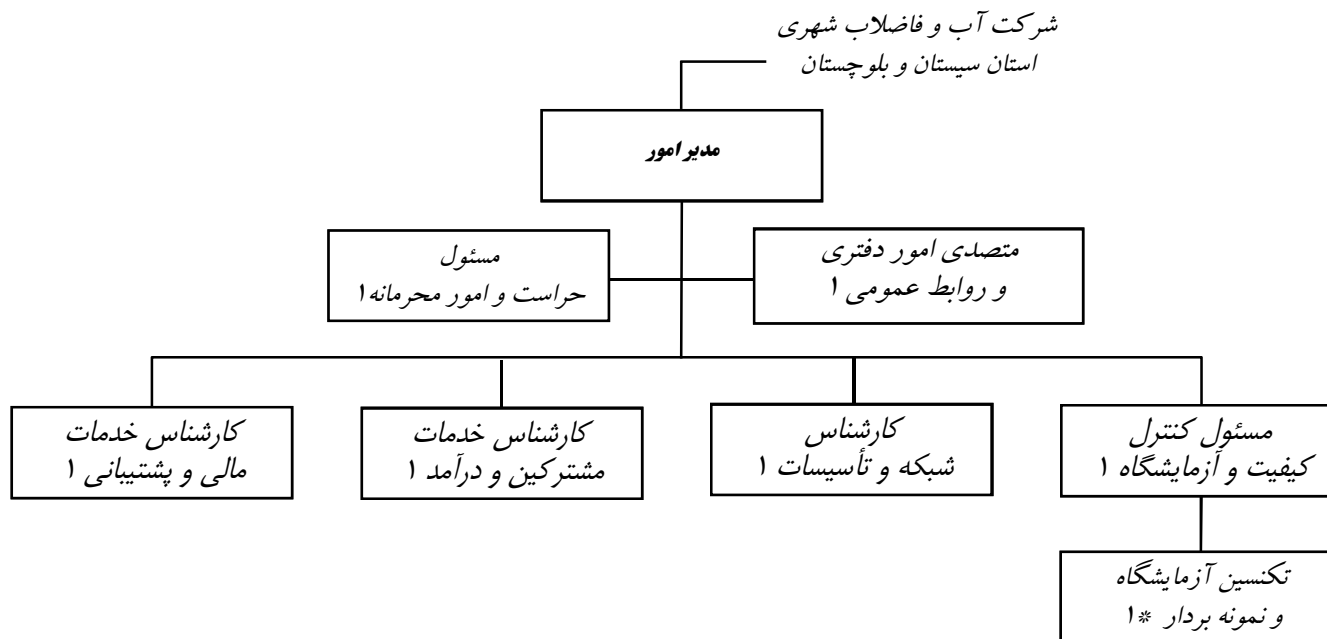 شرکت آب و فاضلاب شهری
استان سیستان و بلوچستان
مدیر امور
متصدی امور دفتری
و روابط عمومی ۱
مسئول
حراست و امور محرمانه ۱
مسئول کنترل
کیفیت و آزمایشگاه ۱
کارشناس
شبکه و تأسیسات ۱
کارشناس خدمات
مشترکین و درآمد ۱
کارشناس خدمات
مالی و پشتیبانی ۱
تکنسین آزمایشگاه
و نمونه بردار *۱